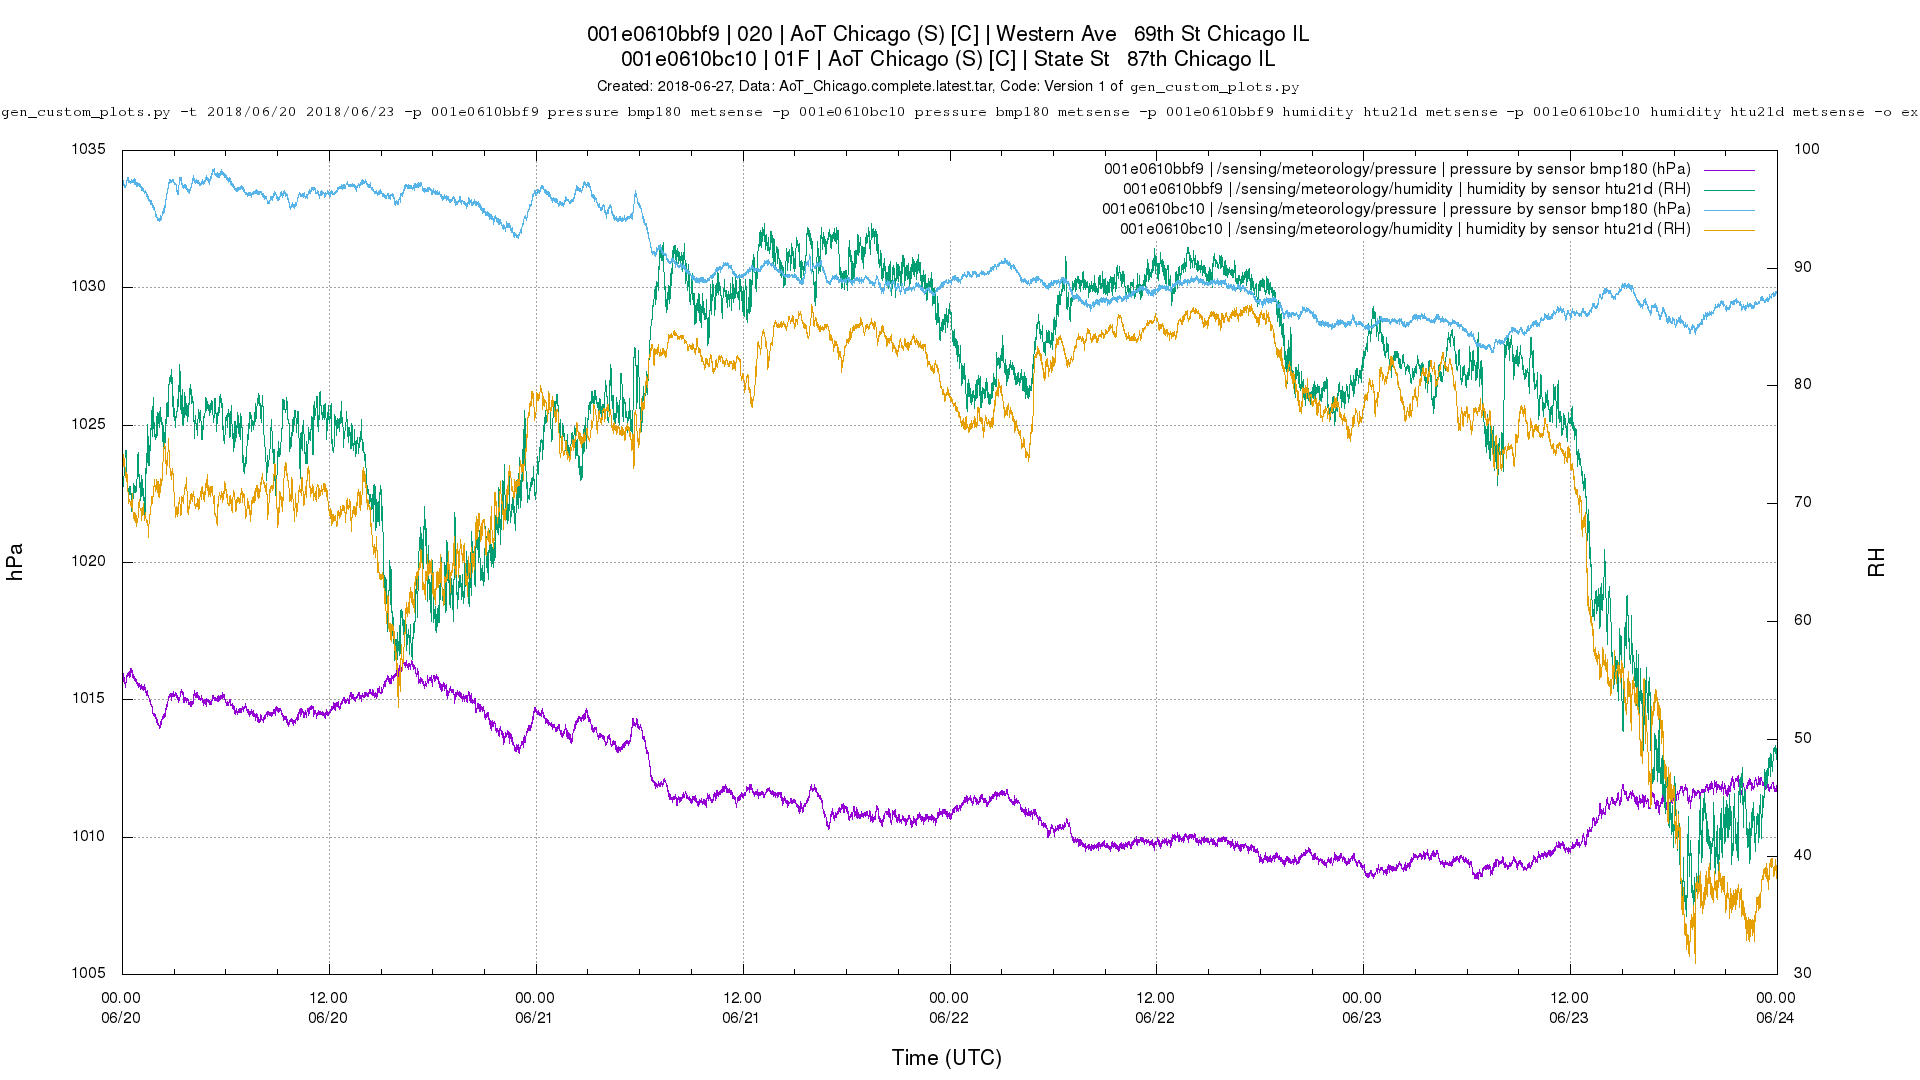 001e0610bbf9 | 020 | AoT Chicago (S) [C] | Western Ave 69th St Chicago IL
001e0610bc10 | 01F | AoT Chicago (S) [C] | State St 87th Chicago IL
Created: 2018-06-27, Data: AoT_Chicago.complete.latest.tar, Code: Version 1 of gen_custom_plots.py
gen_custom_plots.py -t 2018/06/20 2018/06/23 -p 001e0610bbf9 pressure bmp180 metsense -p 001e0610bc10 pressure bmp180 metsense -p 001e0610bbf9 humidity htu21d metsense -p 001e0610bc10 humidity htu21d metsense -o ex
001e0610bbf9 | /sensing/meteorology/pressure | pressure by sensor bmp180 (hPa)
001e0610bbf9 | /sensing/meteorology/humidity | humidity by sensor htu21d (RH)
001e0610bc10 | /sensing/meteorology/pressure | pressure by sensor bmp180 (hPa)
001e0610bc10 | /sensing/meteorology/humidity | humidity by sensor htu21d (RH)
hPa
1035
1030
1025
1020
1015
1010
1005
100
90
80
70
60
50
40
30
RH
00.00 12.00 00.00 12.00 00.00 12.00 00.00 12.00 00.00
06/20 06/20 06/21 06/21 06/22 06/22 06/23 06/23 06/24
Time (UTC)